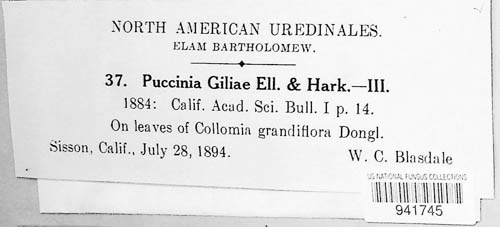 NORTH AMERICAN UREDINALES.
ELAM BARTHOLOMEW.
37. Puccinia Giliae Ell. & Hark.—III.
1884: Calif. Acad. Sci. Bull. I p. 14.
On leaves of Collomia grandiflora Dongl.
Sisson, Calif., July 28, 1894. W. C. Blasdale
US NATIONAL FUNGUS COLLECTIONS
941745